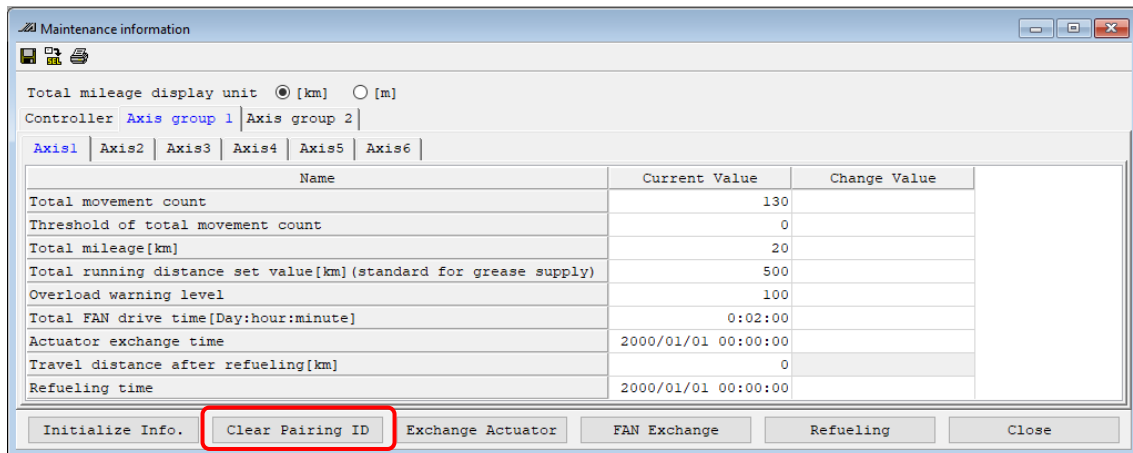 Maintenance information
SEL
Total mileage display unit [km] [m]
Controller Axis group 1 Axis group 2
Axis1 Axis2 Axis3 Axis4 Axis5 Axis6
Name Current Value Change Value
Total movement count 130
Threshold of total movement count 0
Total mileage[km] 20
Total running distance set value[km](standard for grease supply) 500
Overload warning level 100
Total FAN drive time[Day:hour:minute] 0:02:00
Actuator exchange time 2000/01/01 00:00:00
Travel distance after refueling[km] 0
Refueling time 2000/01/01 00:00:00
Initialize Info. Clear Pairing ID Exchange Actuator FAN Exchange Refueling Close